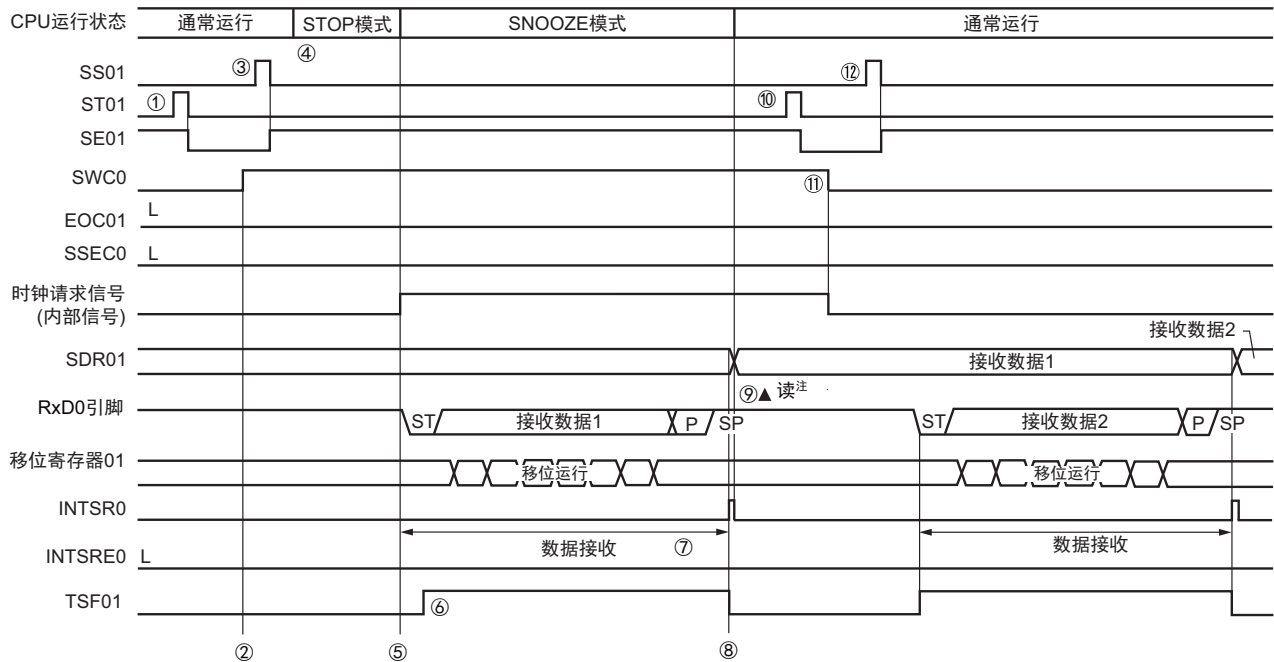 CPU运行状态 通常运行 STOP模式 SNOOZE模式 通常运行
④
SS01 ③ ⑫
ST01 ① ⑩
SE01
SWC0 ⑪
EOC01 L
SSEC0 L
时钟请求信号
(内部信号)
接收数据2
SDR01 接收数据1
⑨▲ 读注
RxD0引脚 ST 接收数据1 P SP ST 接收数据2 P SP
移位寄存器01 移位运行 移位运行
INTSR0
数据接收 ⑦ 数据接收
INTSRE0 L
TSF01 ⑥
② ⑤ ⑧